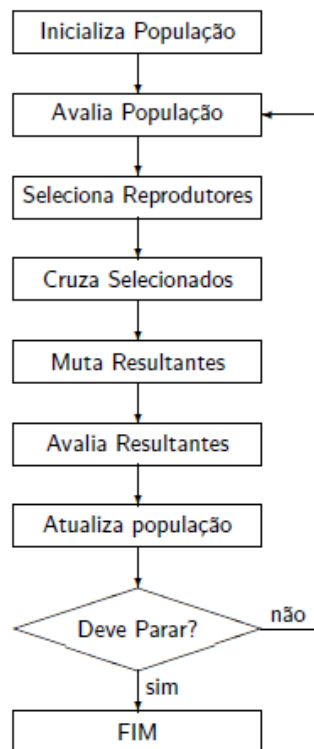 Inicializa População
Avalia População
Seleciona Reprodutores
Cruza Selecionados
Muta Resultantes
Avalia Resultantes
Atualiza população
Deve Parar?
não
sim
FIM